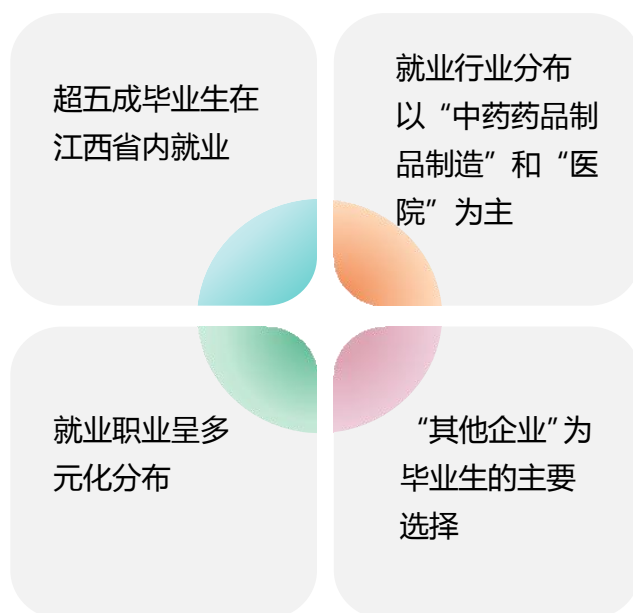 超五成毕业生在
江西省内就业
就业行业分布
以“中药药品制
品制造”和“医
院”为主
就业职业呈多
元化分布
“其他企业”为
毕业生的主要
选择